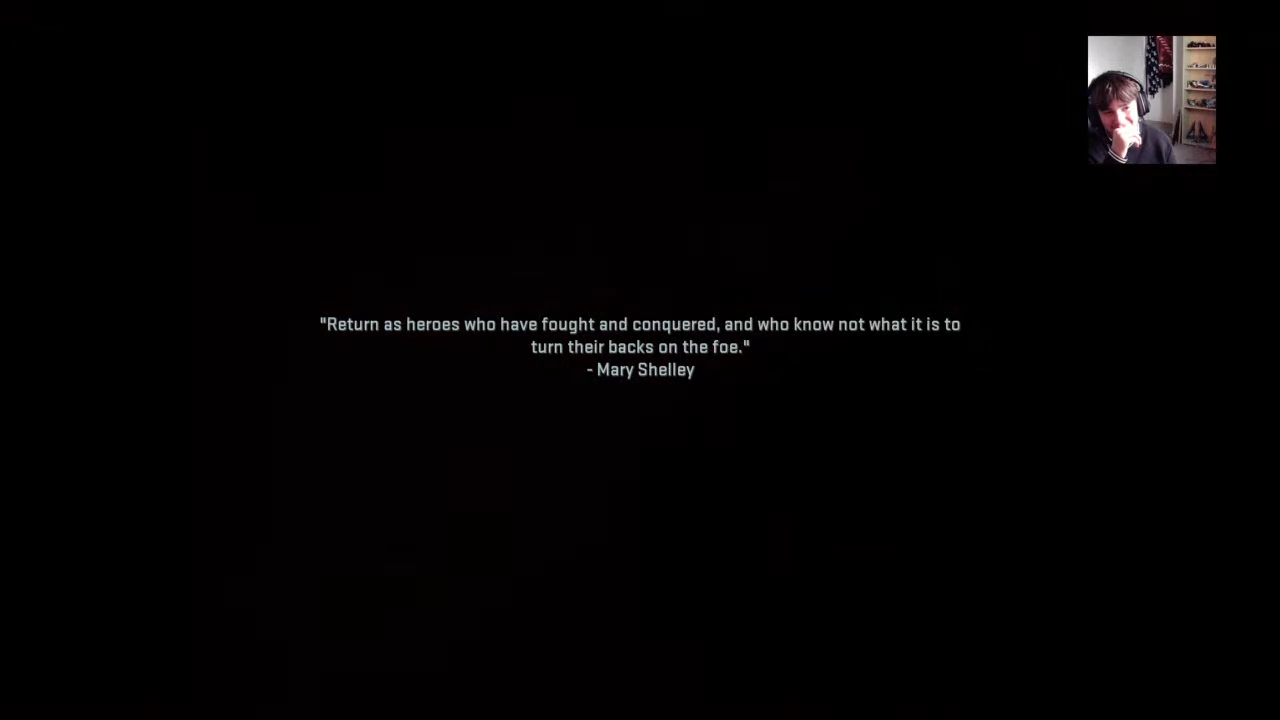 "Return as heroes who have fought and conquered, and who know not what it is to
turn their backs on the foe."
- Mary Shelley